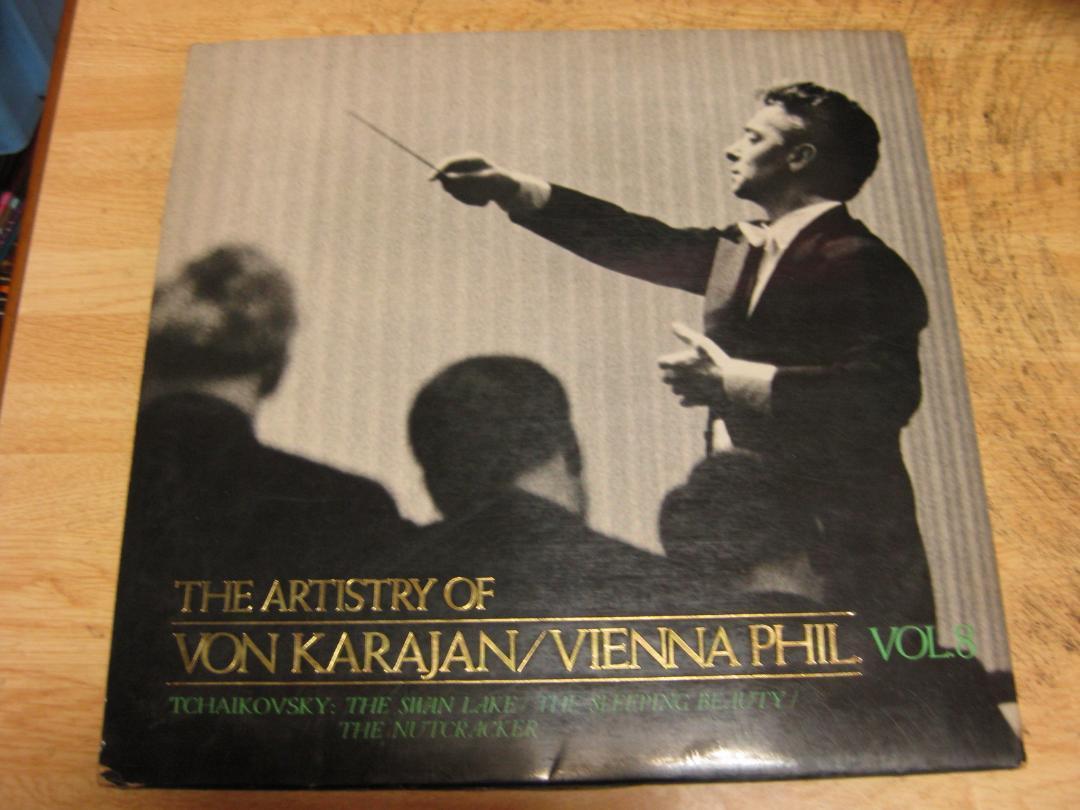 THE ARTISTRY OF
VON KARAJAN/VIENNA PHIL. VOL.8
TCHAIKOVSKY: THE SWAN LAKE/THE SLEEPING BEAUTY/
THE NUTCRACKER